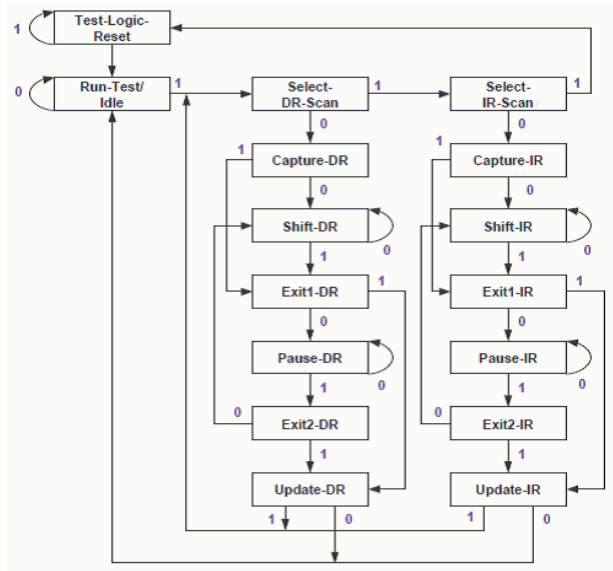 Test-Logic-
Reset
1
Run-Test/
Idle
0
1
Select-
DR-Scan
1
Select-
IR-Scan
1
0
0
1
Capture-DR
1
Capture-IR
0
0
Shift-DR
0
Shift-IR
0
1
1
Exit1-DR
1
Exit1-IR
1
0
0
Pause-DR
0
Pause-IR
0
1
1
0
Exit2-DR
0
Exit2-IR
1
1
Update-DR
Update-IR
1
0
1
0